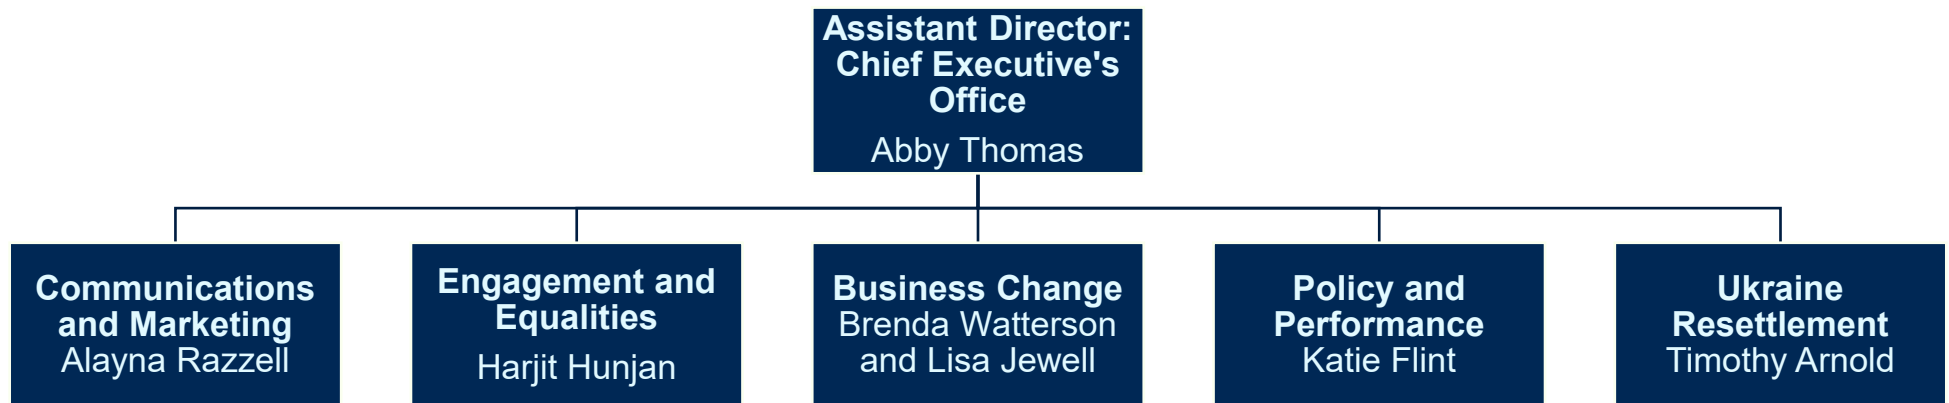 Assistant Director:
Chief Executive's
Office
Abby Thomas
Communications
and Marketing
Alayna Razzell
Engagement and
Equalities
Harjit Hunjan
Business Change
Brenda Watterson
and Lisa Jewell
Policy and
Performance
Katie Flint
Ukraine
Resettlement
Timothy Arnold